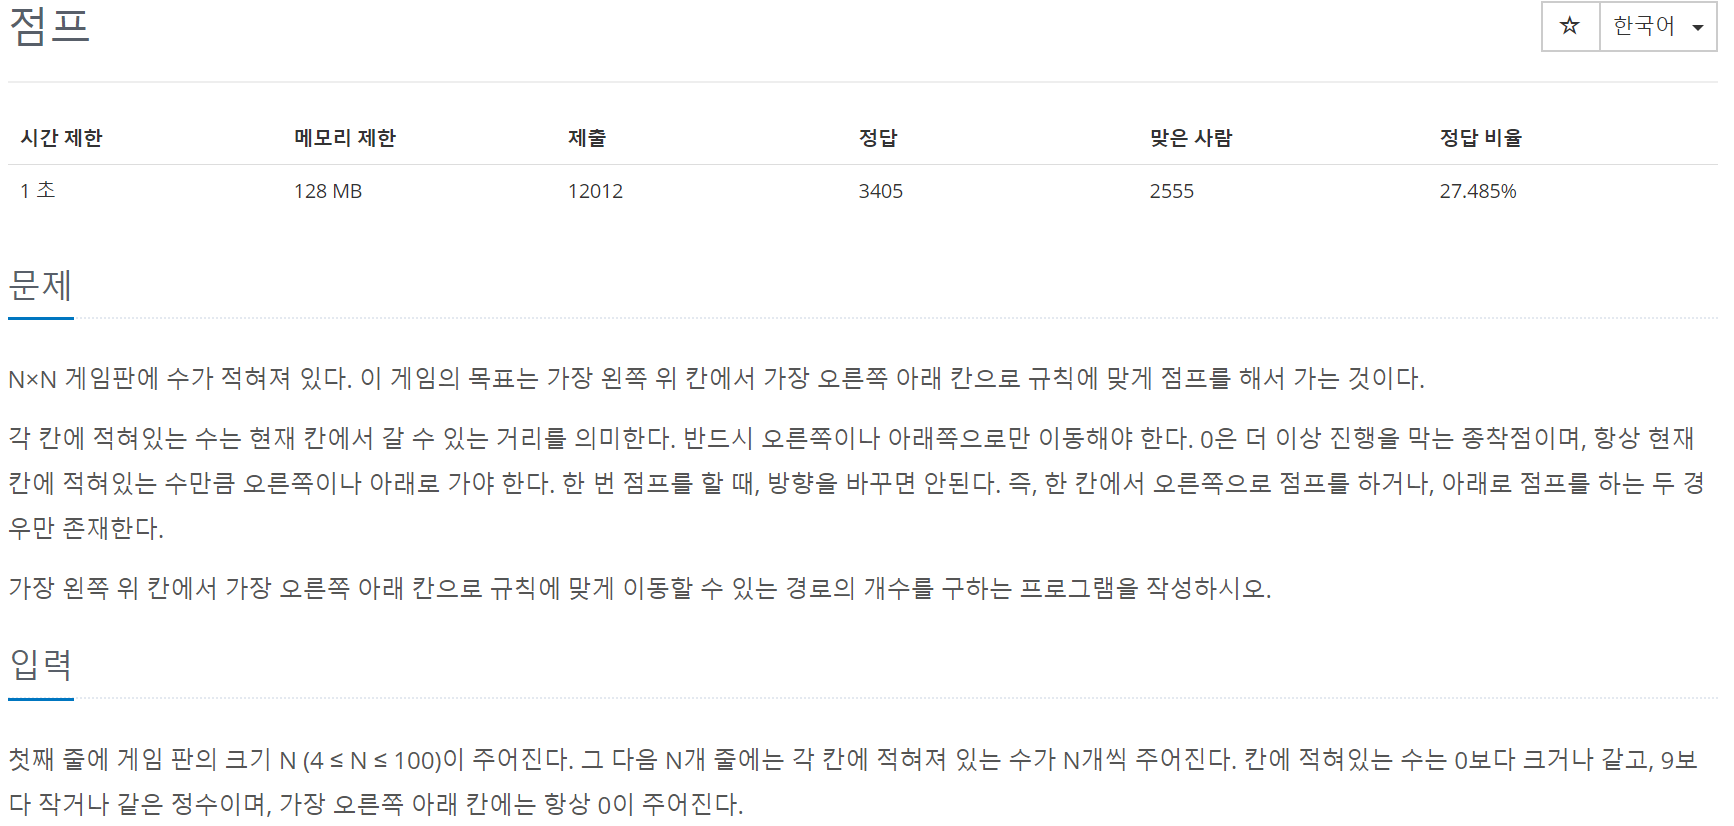 점프
☆ 한국어
시간 제한 메모리 제한 제출 정답 맞은 사람 정답 비율
1 초 128 MB 12012 3405 2555 27.485%
문제
N×N 게임판에 수가 적혀져 있다. 이 게임의 목표는 가장 왼쪽 위 칸에서 가장 오른쪽 아래 칸으로 규칙에 맞게 점프를 해서 가는 것이다.
각 칸에 적혀있는 수는 현재 칸에서 갈 수 있는 거리를 의미한다. 반드시 오른쪽이나 아래쪽으로만 이동해야 한다. 0은 더 이상 진행을 막는 종착점이며, 항상 현재
칸에 적혀있는 수만큼 오른쪽이나 아래로 가야 한다. 한 번 점프를 할 때, 방향을 바꾸면 안된다. 즉, 한 칸에서 오른쪽으로 점프를 하거나, 아래로 점프를 하는 두 경
우만 존재한다.
가장 왼쪽 위 칸에서 가장 오른쪽 아래 칸으로 규칙에 맞게 이동할 수 있는 경로의 개수를 구하는 프로그램을 작성하시오.
입력
첫째 줄에 게임 판의 크기 N (4 ≤ N ≤ 100)이 주어진다. 그 다음 N개 줄에는 각 칸에 적혀져 있는 수가 N개씩 주어진다. 칸에 적혀있는 수는 0보다 크거나 같고, 9보
다 작거나 같은 정수이며, 가장 오른쪽 아래 칸에는 항상 0이 주어진다.